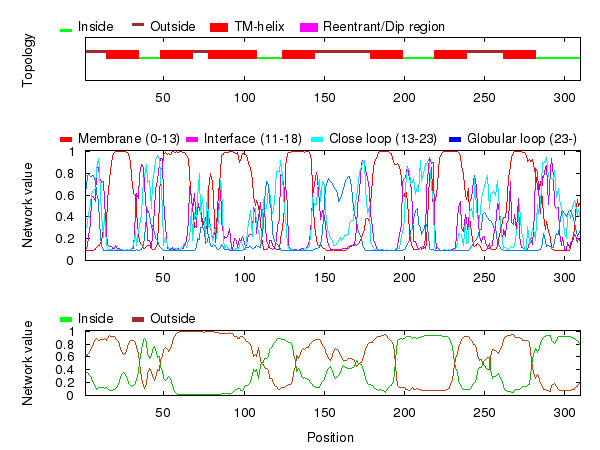 Inside Outside TM-helix Reentrant/Dip region
Topology
50 100 150 200 250 300
Membrane (0-13) Interface (11-18) Close loop (13-23) Globular loop (23-)
Network value
1
0.8
0.6
0.4
0.2
0
50 100 150 200 250 300
Inside Outside
Network value
1
0.8
0.6
0.4
0.2
0
50 100 150 200 250 300
Position